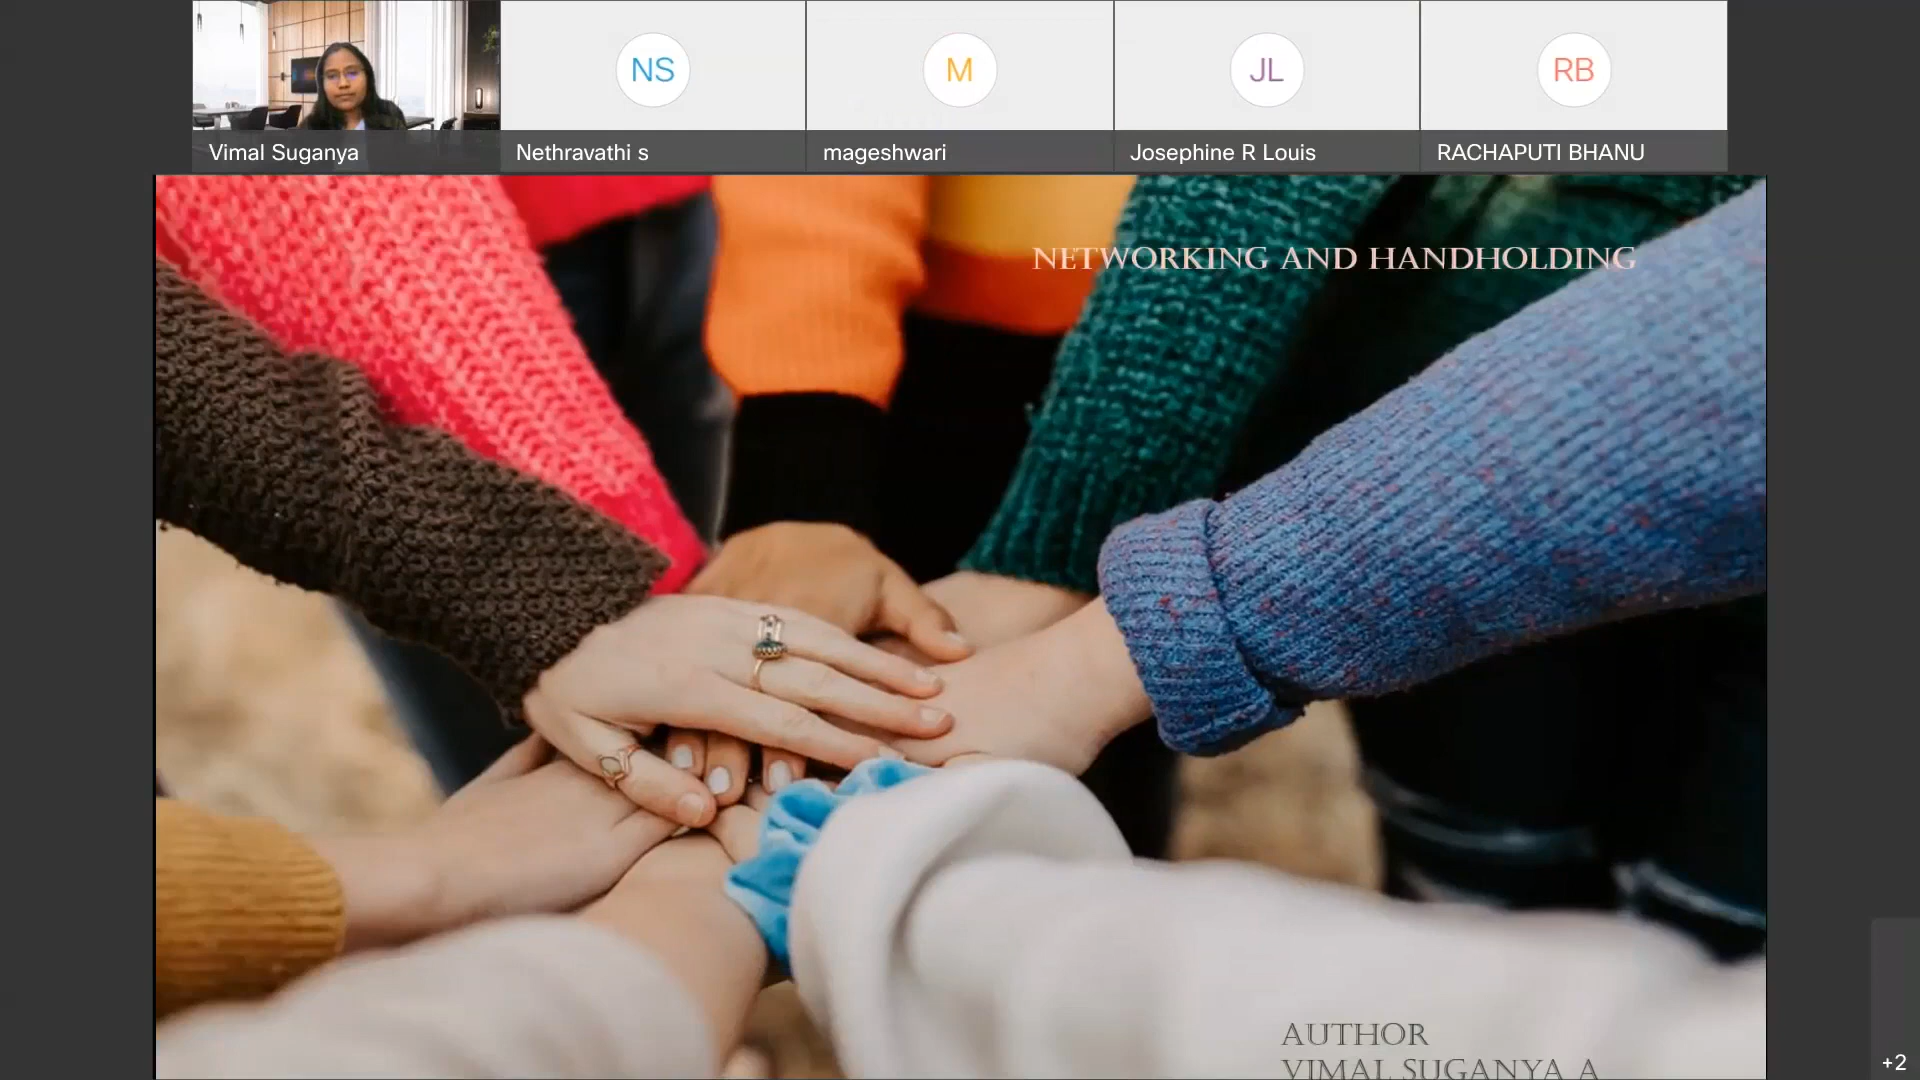 NS
M
JL
RB
Vimal Suganya
Nethravathi s
mageshwari
Josephine R Louis
RACHAPUTI BHANU
NETWORKING AND HANDHOLDING
AUTHOR
VIMAL SUGANYA A
+2